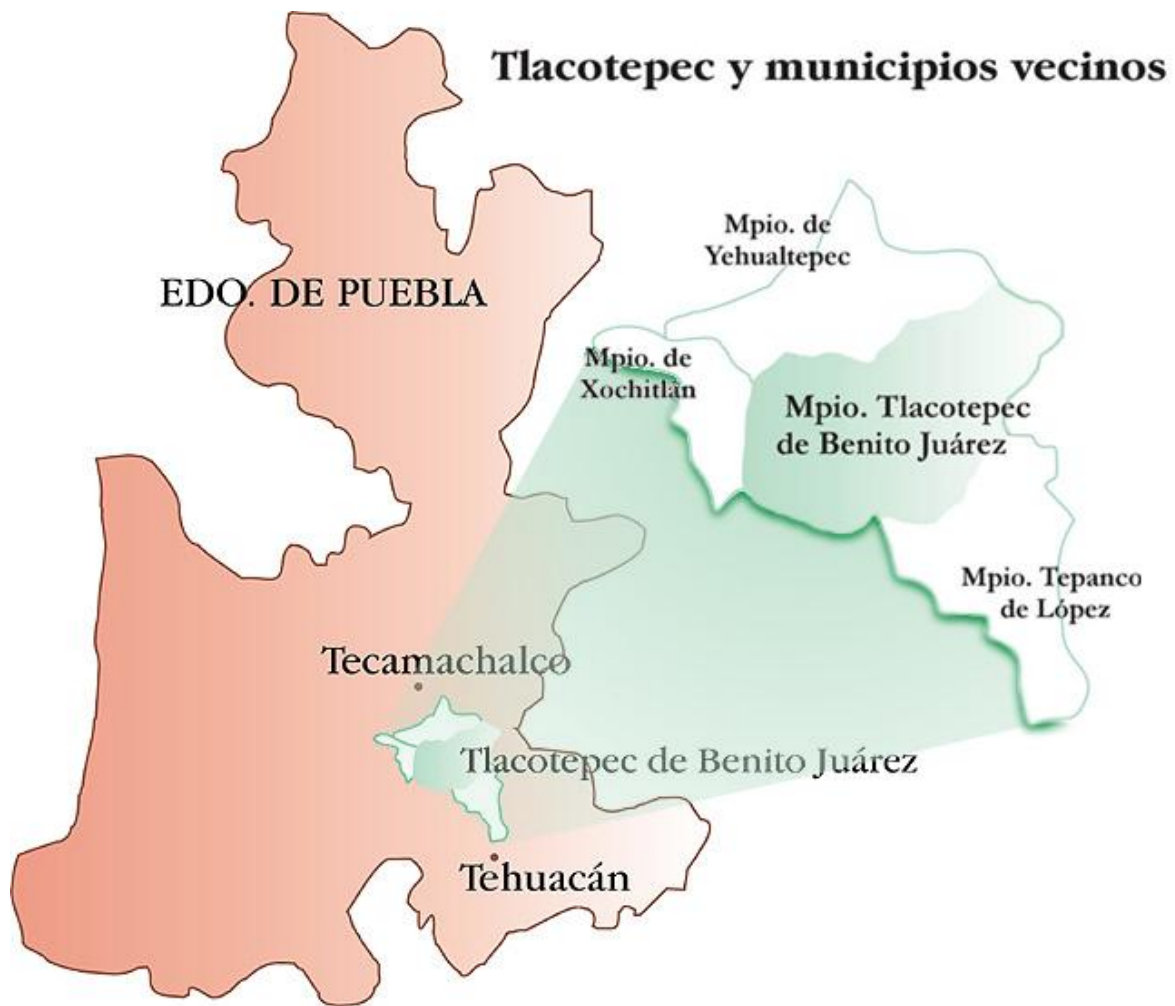 Tlacotepec y municipios vecinos
Mpio. de
Yehualtepec
EDO. DE PUEBLA
Mpio. de
Xochitlán
Mpio. Tlacotepec
de Benito Juárez
Mpio. Tepanco
de López
Tecamachalco
Tlacotepec de Benito Juárez
Tehuacán